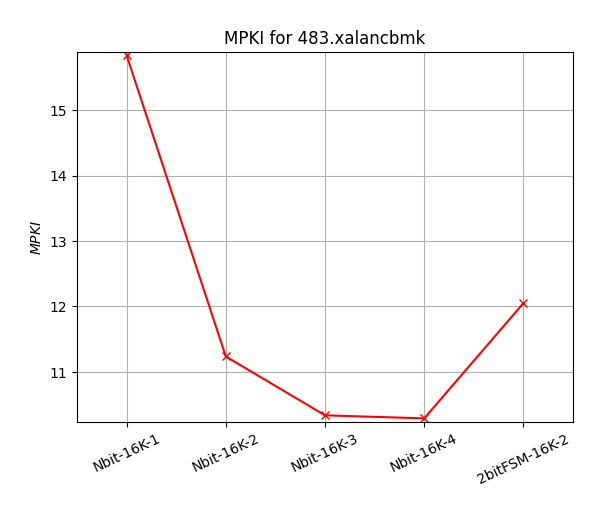 MPKI for 483.xalancbmk
15
14
13
12
11
MPKI
Nbit-16K-1
Nbit-16K-2
Nbit-16K-3
Nbit-16K-4
2bitFSM-16K-2